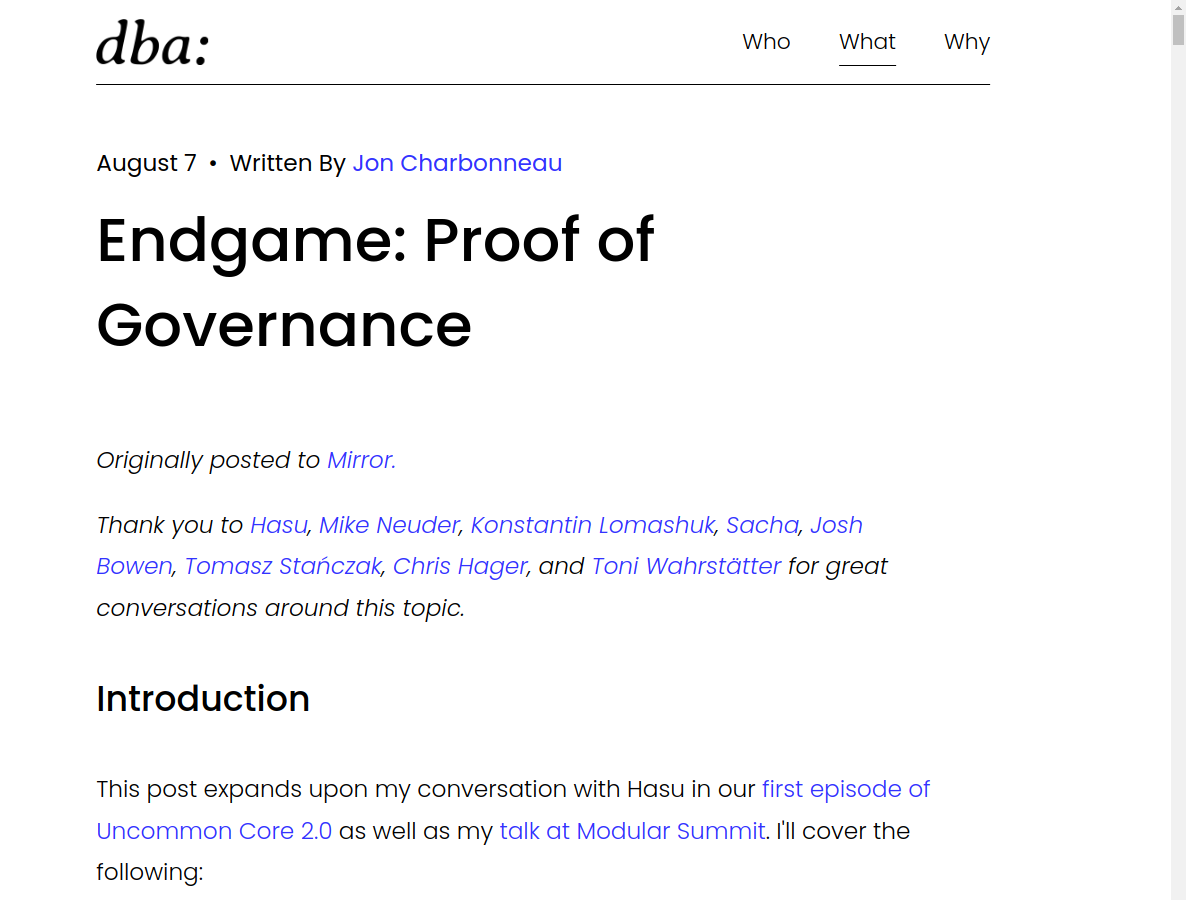 dba:
Who What Why
August 7 • Written By Jon Charbonneau
Endgame: Proof of
Governance
Originally posted to Mirror.
Thank you to Hasu, Mike Neuder, Konstantin Lomashuk, Sacha, Josh
Bowen, Tomasz Stańczak, Chris Hager, and Toni Wahrstätter for great
conversations around this topic.
Introduction
This post expands upon my conversation with Hasu in our first episode of
Uncommon Core 2.0 as well as my talk at Modular Summit. I'll cover the
following: